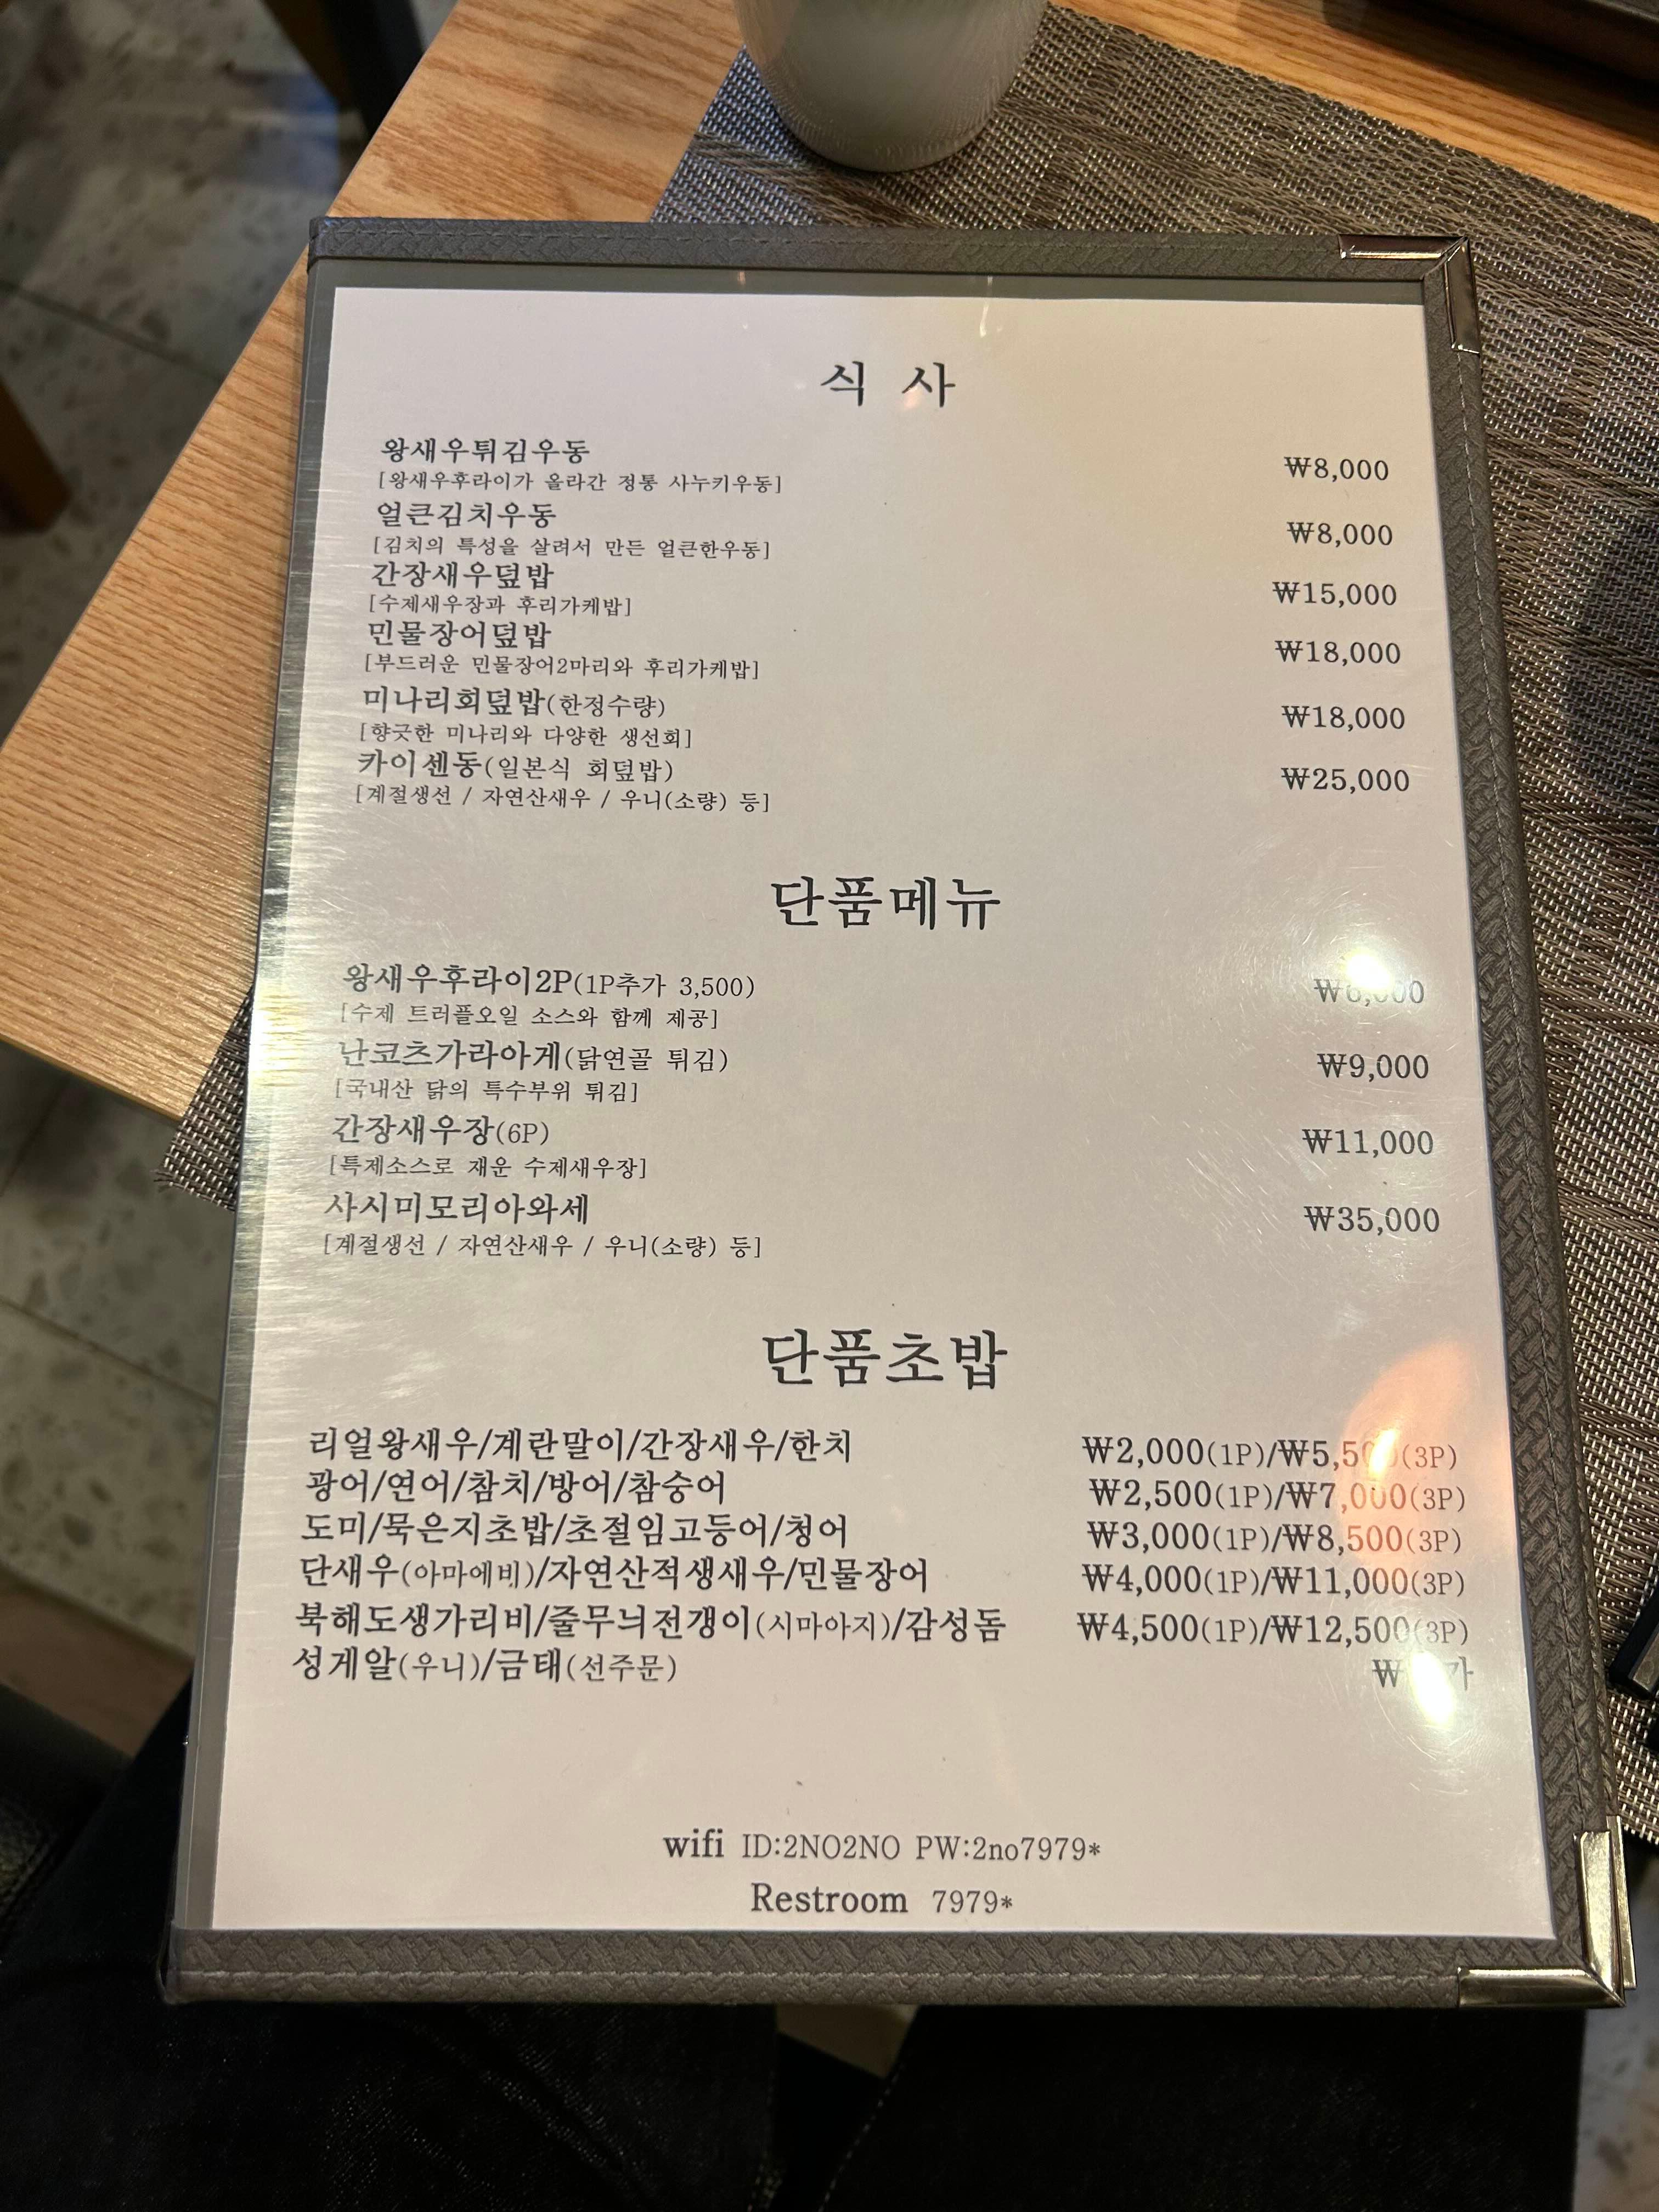 식 사
왕새우튀김우동 ₩8,000
[왕새우후라이가 올라간 정통 사누키우동]
얼큰김치우동 ₩8,000
[김치의 특성을 살려서 만든 얼큰한우동]
간장새우덮밥 ₩15,000
[수제새우장과 후리가케밥]
민물장어덮밥 ₩18,000
[부드러운 민물장어2마리와 후리가케밥]
미나리회덮밥(한정수량) ₩18,000
[향긋한 미나리와 다양한 생선회]
카이센동(일본식 회덮밥) ₩25,000
[계절생선 / 자연산새우 / 우니(소량) 등]
단품메뉴
왕새우후라이2P(1P추가 3,500) ₩6,000
[수제 트러플오일 소스와 함께 제공]
난코츠가라아게(닭연골 튀김) ₩9,000
[국내산 닭의 특수부위 튀김]
간장새우장(6P) ₩11,000
[특제소스로 재운 수제새우장]
사시미모리아와세 ₩35,000
[계절생선 / 자연산새우 / 우니(소량) 등]
단품초밥
리얼왕새우/계란말이/간장새우/한치 ₩2,000(1P)/₩5,500(3P)
광어/연어/참치/방어/참숭어 ₩2,500(1P)/₩7,000(3P)
도미/묵은지초밥/초절임고등어/청어 ₩3,000(1P)/₩8,500(3P)
단새우(아마에비)/자연산적생새우/민물장어 ₩4,000(1P)/₩11,000(3P)
북해도생가리비/줄무늬전갱이(시마아지)/감성돔 ₩4,500(1P)/₩12,500(3P)
성게알(우니)/금태(선주문)
wifi ID:2NO2NO PW:2no7979*
Restroom 7979*